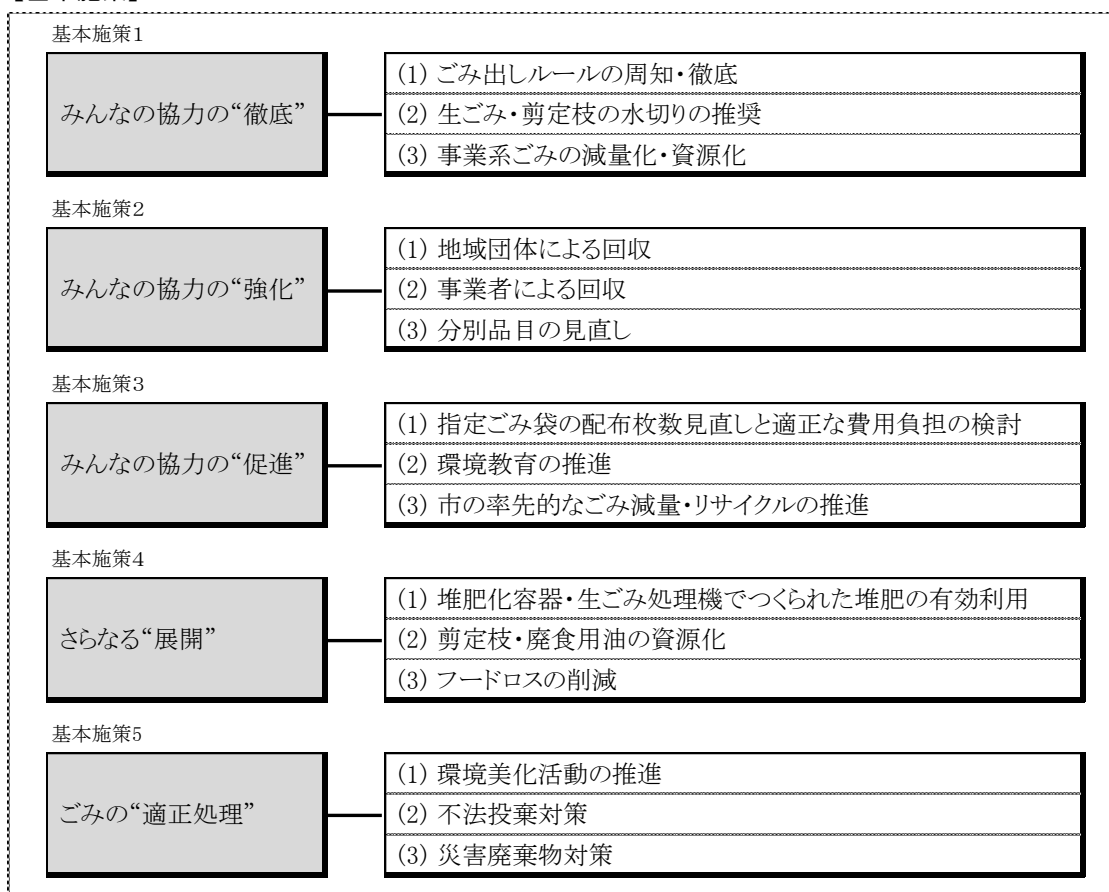 基本施策1
みんなの協力の“徹底”
(1) ごみ出しルールの周知・徹底
(2) 生ごみ・剪定枝の水切りの推奨
(3) 事業系ごみの減量化・資源化
基本施策2
みんなの協力の“強化”
(1) 地域団体による回収
(2) 事業者による回収
(3) 分別品目の見直し
基本施策3
みんなの協力の“促進”
(1) 指定ごみ袋の配布枚数見直しと適正な費用負担の検討
(2) 環境教育の推進
(3) 市の率先的なごみ減量・リサイクルの推進
基本施策4
さらなる“展開”
(1) 堆肥化容器・生ごみ処理機でつくられた堆肥の有効利用
(2) 剪定枝・廃食用油の資源化
(3) フードロスの削減
基本施策5
ごみの“適正処理”
(1) 環境美化活動の推進
(2) 不法投棄対策
(3) 災害廃棄物対策